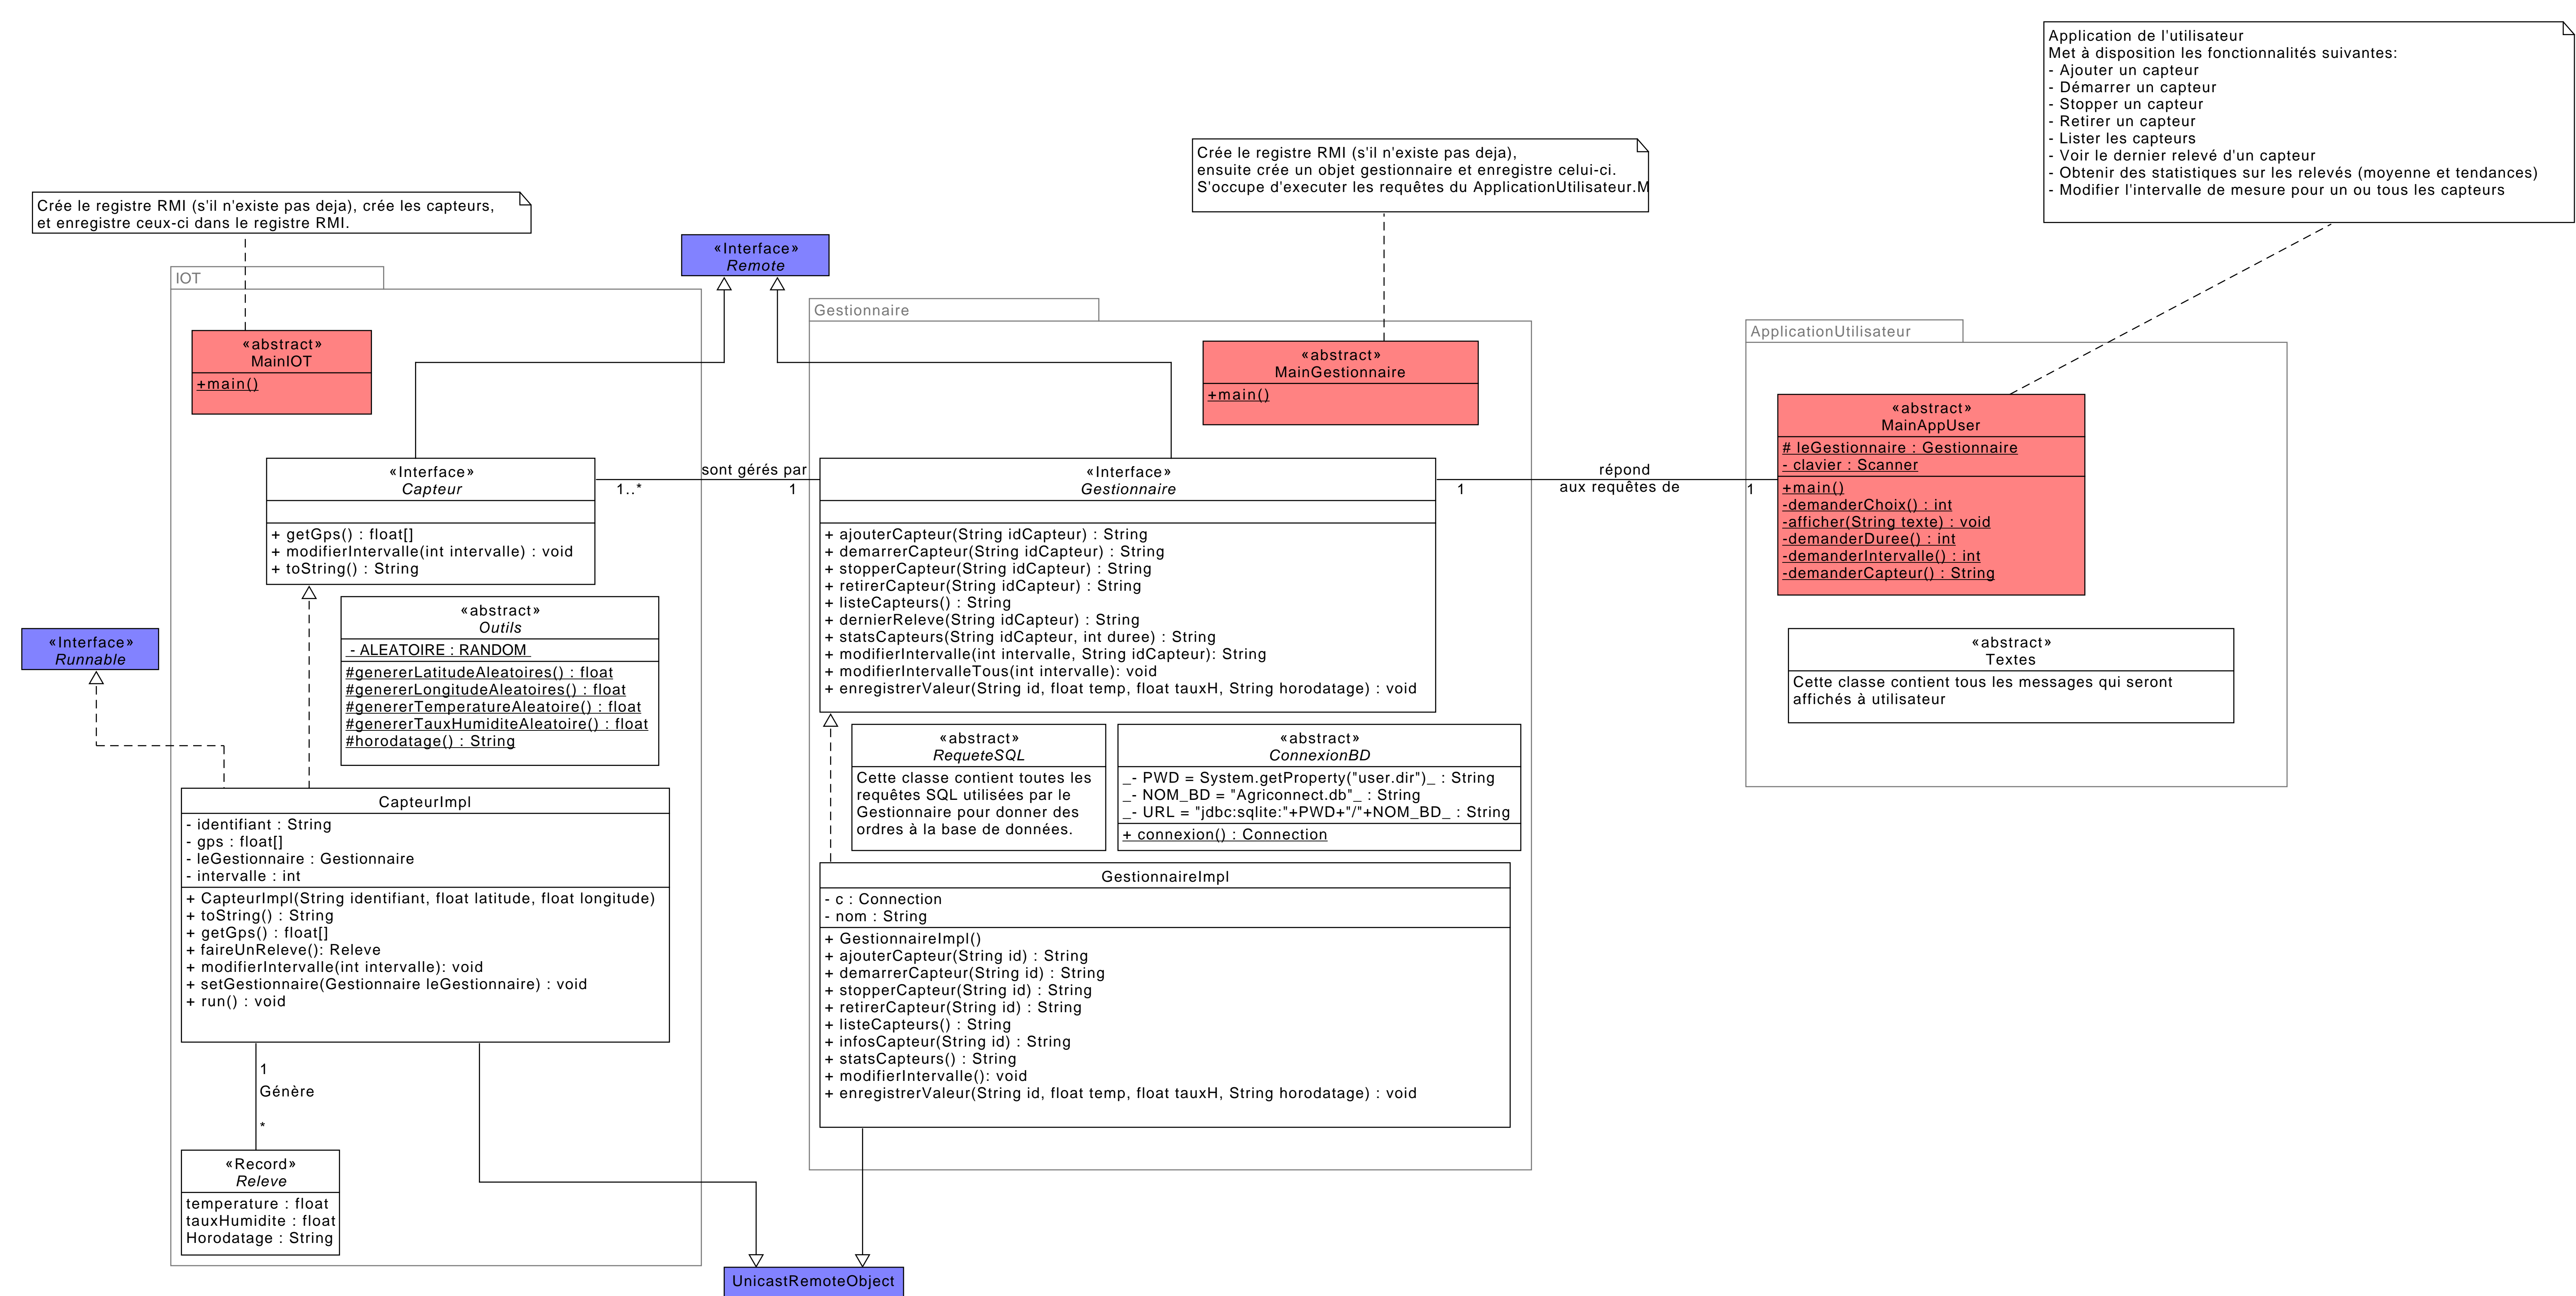 Application de l'utilisateur
Met à disposition les fonctionnalités suivantes:
- Ajouter un capteur
- Démarrer un capteur
- Stopper un capteur
- Retirer un capteur
- Lister les capteurs
- Voir le dernier relevé d'un capteur
- Obtenir des statistiques sur les relevés (moyenne et tendances)
- Modifier l'intervalle de mesure pour un ou tous les capteurs
Crée le registre RMI (s'il n'existe pas deja),
ensuite crée un objet gestionnaire et enregistre celui-ci.
S'occupe d'executer les requêtes du ApplicationUtilisateur.M
Crée le registre RMI (s'il n'existe pas deja), crée les capteurs,
et enregistre ceux-ci dans le registre RMI.
«Interface»
Remote
IOT
«abstract»
MainIOT
+main()
«Interface»
Capteur
+ getGps() : float[]
+ modifierIntervalle(int intervalle) : void
+ toString() : String
sont gérés par
1..*
1
«abstract»
Outils
- ALEATOIRE : RANDOM
#genererLatitudeAleatoires() : float
#genererLongitudeAleatoires() : float
#genererTemperatureAleatoire() : float
#genererTauxHumiditeAleatoire() : float
#horodatage() : String
«Interface»
Runnable
CapteurImpl
- identifiant : String
- gps : float[]
- leGestionnaire : Gestionnaire
- intervalle : int
+ CapteurImpl(String identifiant, float latitude, float longitude)
+ toString() : String
+ getGps() : float[]
+ faireUnReleve(): Releve
+ modifierIntervalle(int intervalle): void
+ setGestionnaire(Gestionnaire leGestionnaire) : void
+ run() : void
1
Génère
*
«Record»
Releve
temperature : float
tauxHumidite : float
Horodatage : String
UnicastRemoteObject
Gestionnaire
«abstract»
MainGestionnaire
+main()
«Interface»
Gestionnaire
+ ajouterCapteur(String idCapteur) : String
+ demarrerCapteur(String idCapteur) : String
+ stopperCapteur(String idCapteur) : String
+ retirerCapteur(String idCapteur) : String
+ listeCapteurs() : String
+ dernierReleve(String idCapteur) : String
+ statsCapteurs(String idCapteur, int duree) : String
+ modifierIntervalle(int intervalle, String idCapteur): String
+ modifierIntervalleTous(int intervalle): void
+ enregistrerValeur(String id, float temp, float tauxH, String horodatage) : void
«abstract»
RequeteSQL
Cette classe contient toutes les
requêtes SQL utilisées par le
Gestionnaire pour donner des
ordres à la base de données.
«abstract»
ConnexionBD
_- PWD = System.getProperty("user.dir")_ : String
_- NOM_BD = "Agriconnect.db"_ : String
_- URL = "jdbc:sqlite:"+PWD+"/"+NOM_BD_ : String
+ connexion() : Connection
GestionnaireImpl
- c : Connection
- nom : String
+ GestionnaireImpl()
+ ajouterCapteur(String id) : String
+ demarrerCapteur(String id) : String
+ stopperCapteur(String id) : String
+ retirerCapteur(String id) : String
+ listeCapteurs() : String
+ infosCapteur(String id) : String
+ statsCapteurs() : String
+ modifierIntervalle(): void
+ enregistrerValeur(String id, float temp, float tauxH, String horodatage) : void
répond
aux requêtes de
1
1
ApplicationUtilisateur
«abstract»
MainAppUser
# leGestionnaire : Gestionnaire
- clavier : Scanner
+main()
-demanderChoix() : int
-afficher(String texte) : void
-demanderDuree() : int
-demanderIntervalle() : int
-demanderCapteur() : String
«abstract»
Textes
Cette classe contient tous les messages qui seront
affichés à utilisateur